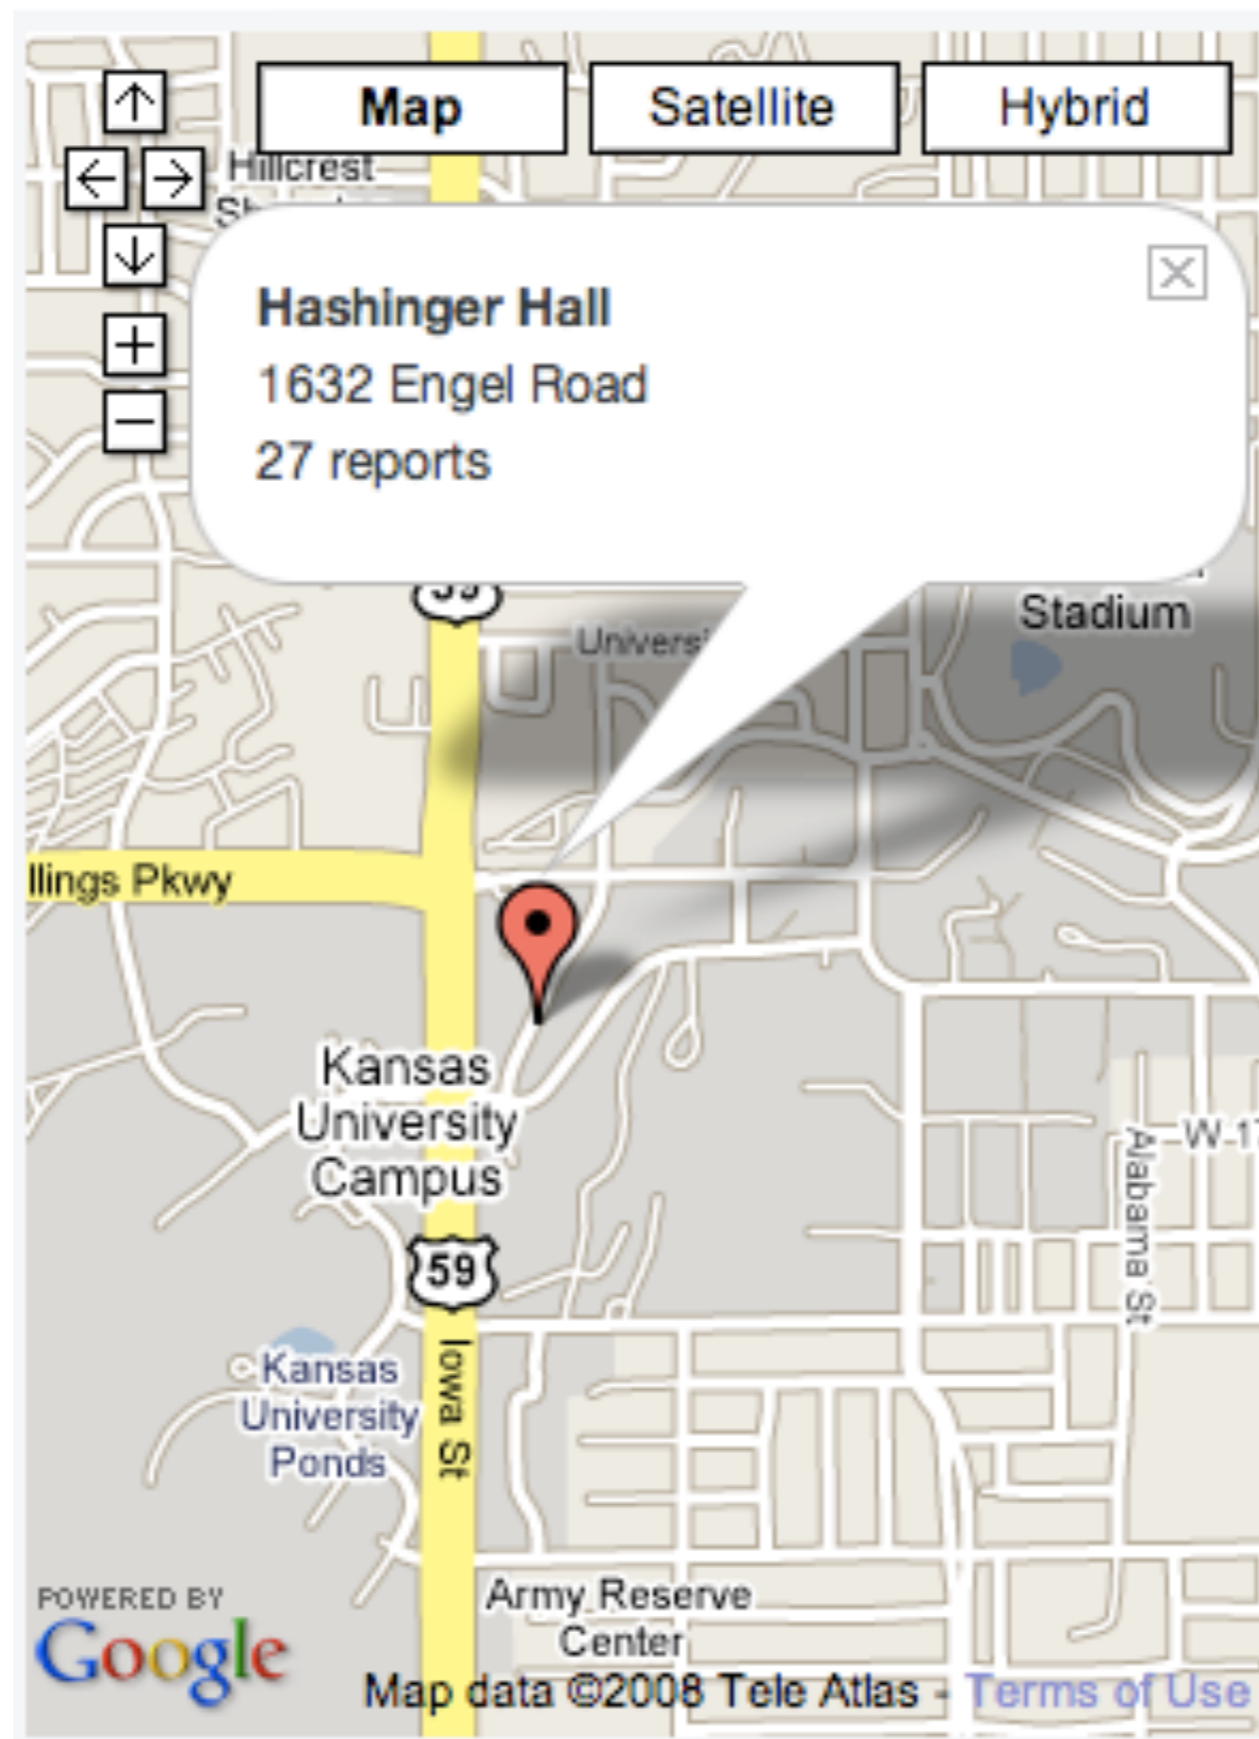 Map Satellite Hybrid
Hillcrest
Hashinger Hall
1632 Engel Road
27 reports
Stadium
llings Pkwy
Kansas
University
Campus
W 17
Alabama St
59
Iowa St
Kansas
University
Ponds
Army Reserve
Center
POWERED BY
Google
Map data ©2008 Tele Atlas - Terms of Use